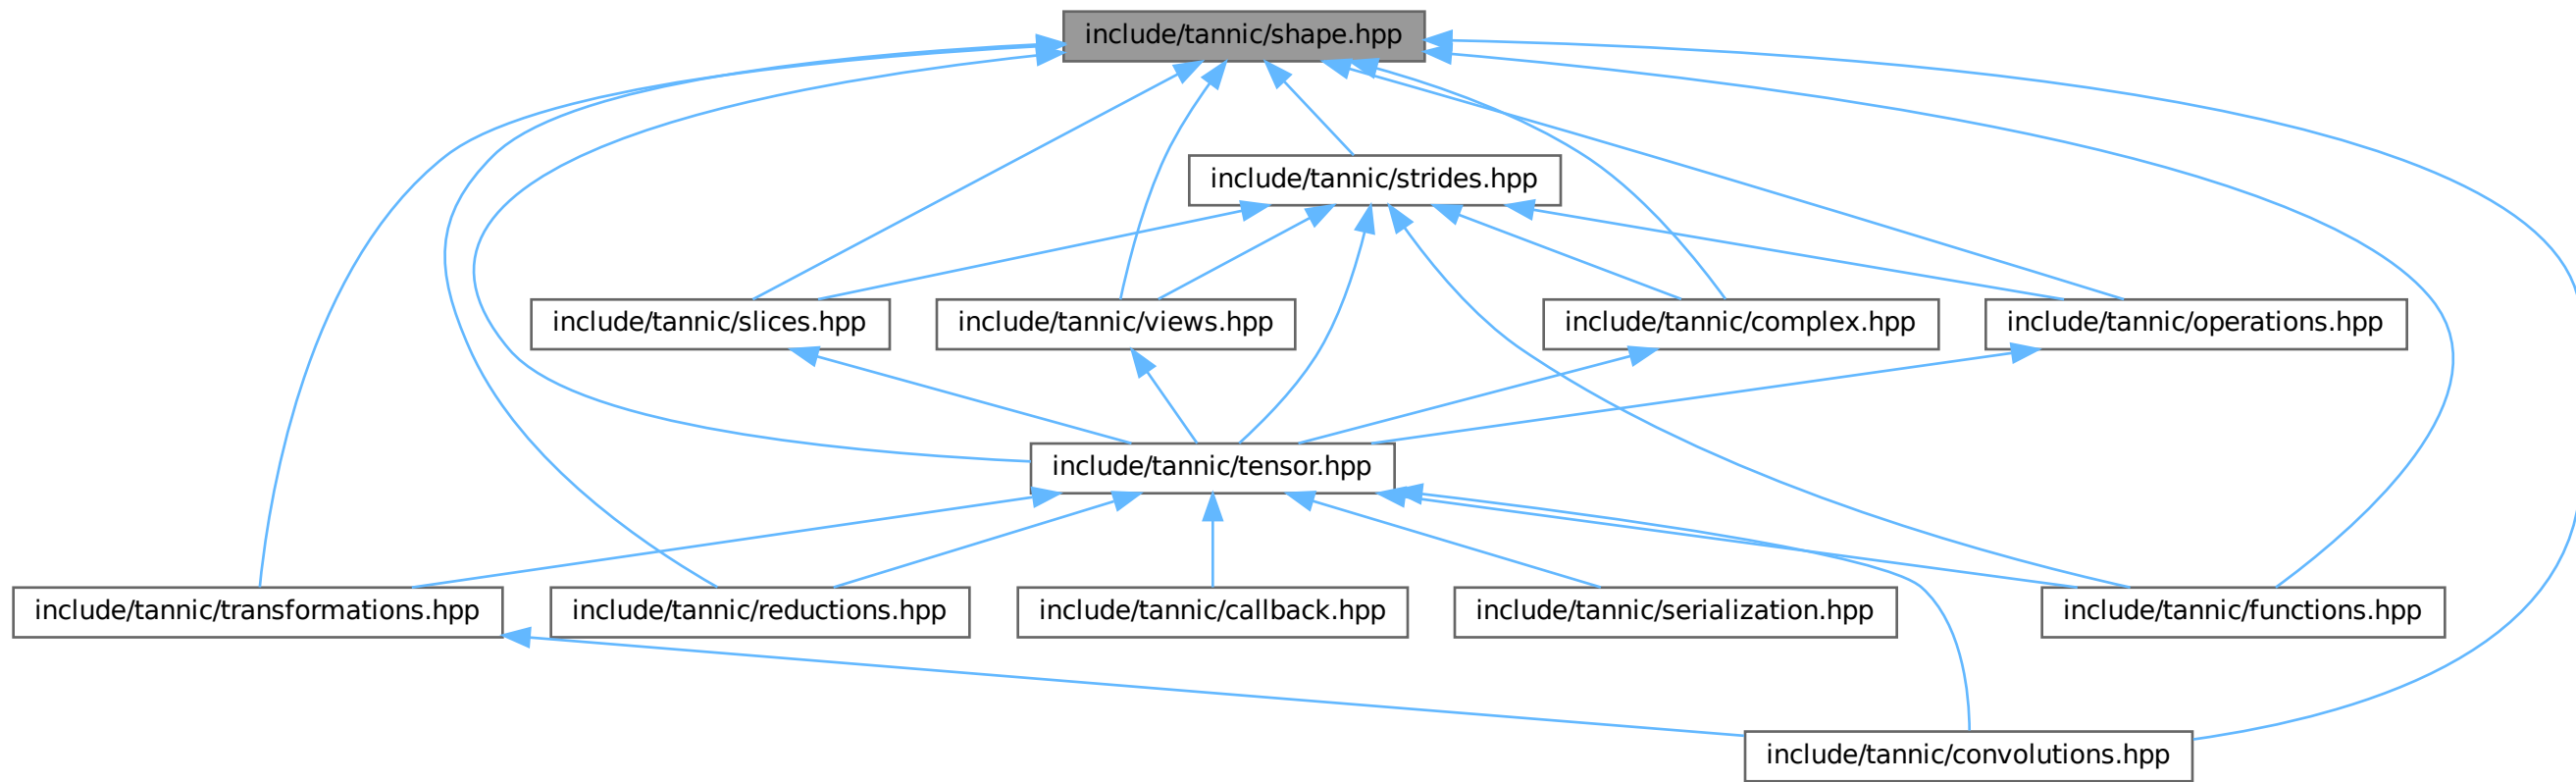 include/tannic/shape.hpp
include/tannic/strides.hpp
include/tannic/slices.hpp
include/tannic/views.hpp
include/tannic/complex.hpp
include/tannic/operations.hpp
include/tannic/tensor.hpp
include/tannic/transformations.hpp
include/tannic/reductions.hpp
include/tannic/callback.hpp
include/tannic/serialization.hpp
include/tannic/functions.hpp
include/tannic/convolutions.hpp